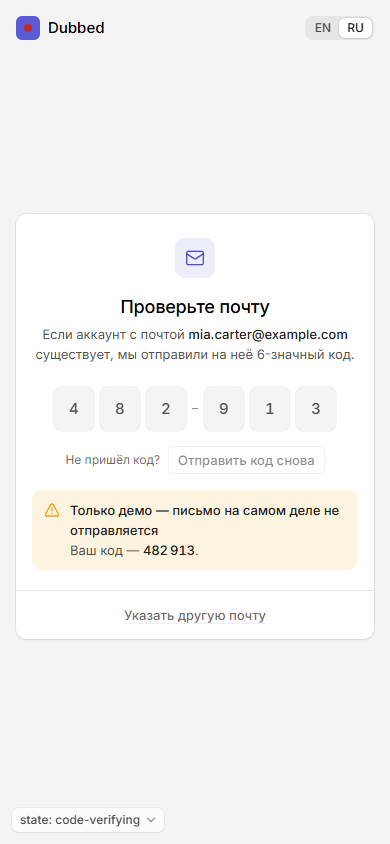 Dubbed
EN RU
Проверьте почту
Если аккаунт с почтой mia.carter@example.com
существует, мы отправили на неё 6-значный код.
4 8 2 – 9 1 3
Не пришёл код? Отправить код снова
Только демо — письмо на самом деле не
отправляется
Ваш код — 482 913.
Указать другую почту
state: code-verifying